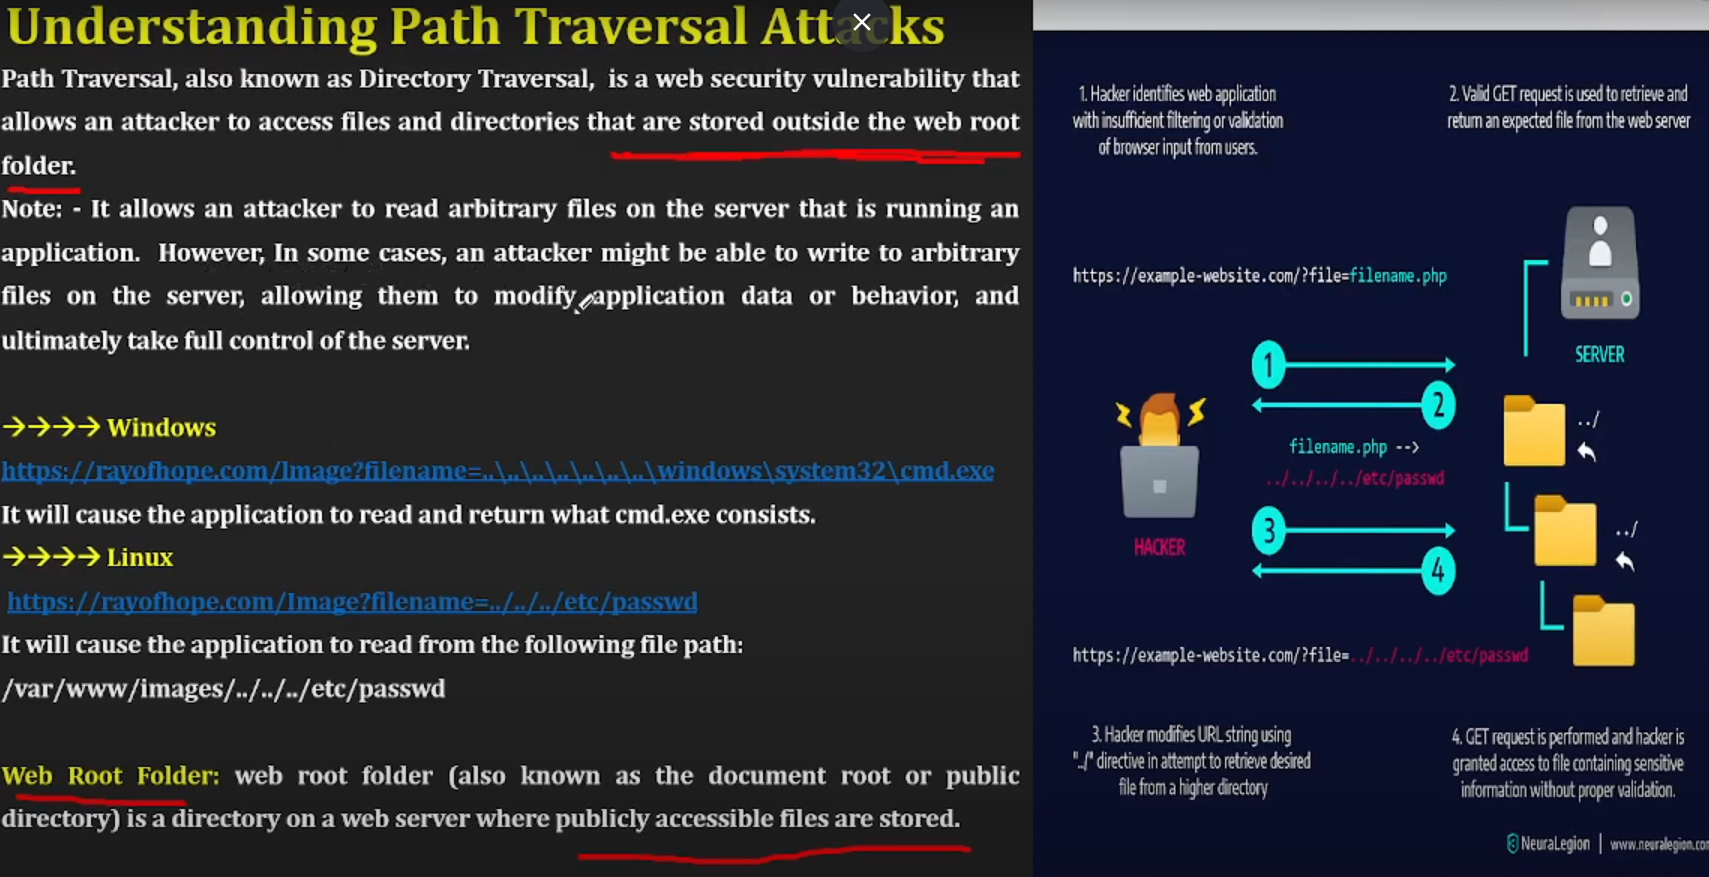 Understanding Path Traversal Attacks
Path Traversal, also known as Directory Traversal, is a web security vulnerability that
allows an attacker to access files and directories that are stored outside the web root
folder.
Note: - It allows an attacker to read arbitrary files on the server that is running an
application. However, In some cases, an attacker might be able to write to arbitrary
files on the server, allowing them to modify application data or behavior, and
ultimately take full control of the server.
→→→→ Windows
https://rayofhope.com/Image?filename=..\..\..\..\..\..\..\windows\system32\cmd.exe
It will cause the application to read and return what cmd.exe consists.
→→→→ Linux
https://rayofhope.com/Image?filename=../../../etc/passwd
It will cause the application to read from the following file path:
/var/www/images/../../../etc/passwd
Web Root Folder: web root folder (also known as the document root or public
directory) is a directory on a web server where publicly accessible files are stored.
1. Hacker identifies web application
with insufficient filtering or validation
of browser input from users.
2. Valid GET request is used to retrieve and
return an expected file from the web server
https://example-website.com/?file=filename.php
SERVER
1
2
filename.php -->
../../../../etc/passwd
3
4
HACKER
../
../
https://example-website.com/?file=../../../../etc/passwd
3. Hacker modifies URL string using
"../" directive in attempt to retrieve desired
file from a higher directory
4. GET request is performed and hacker is
granted access to file containing sensitive
information without proper validation.
NeuraLegion | www.neuralegion.com